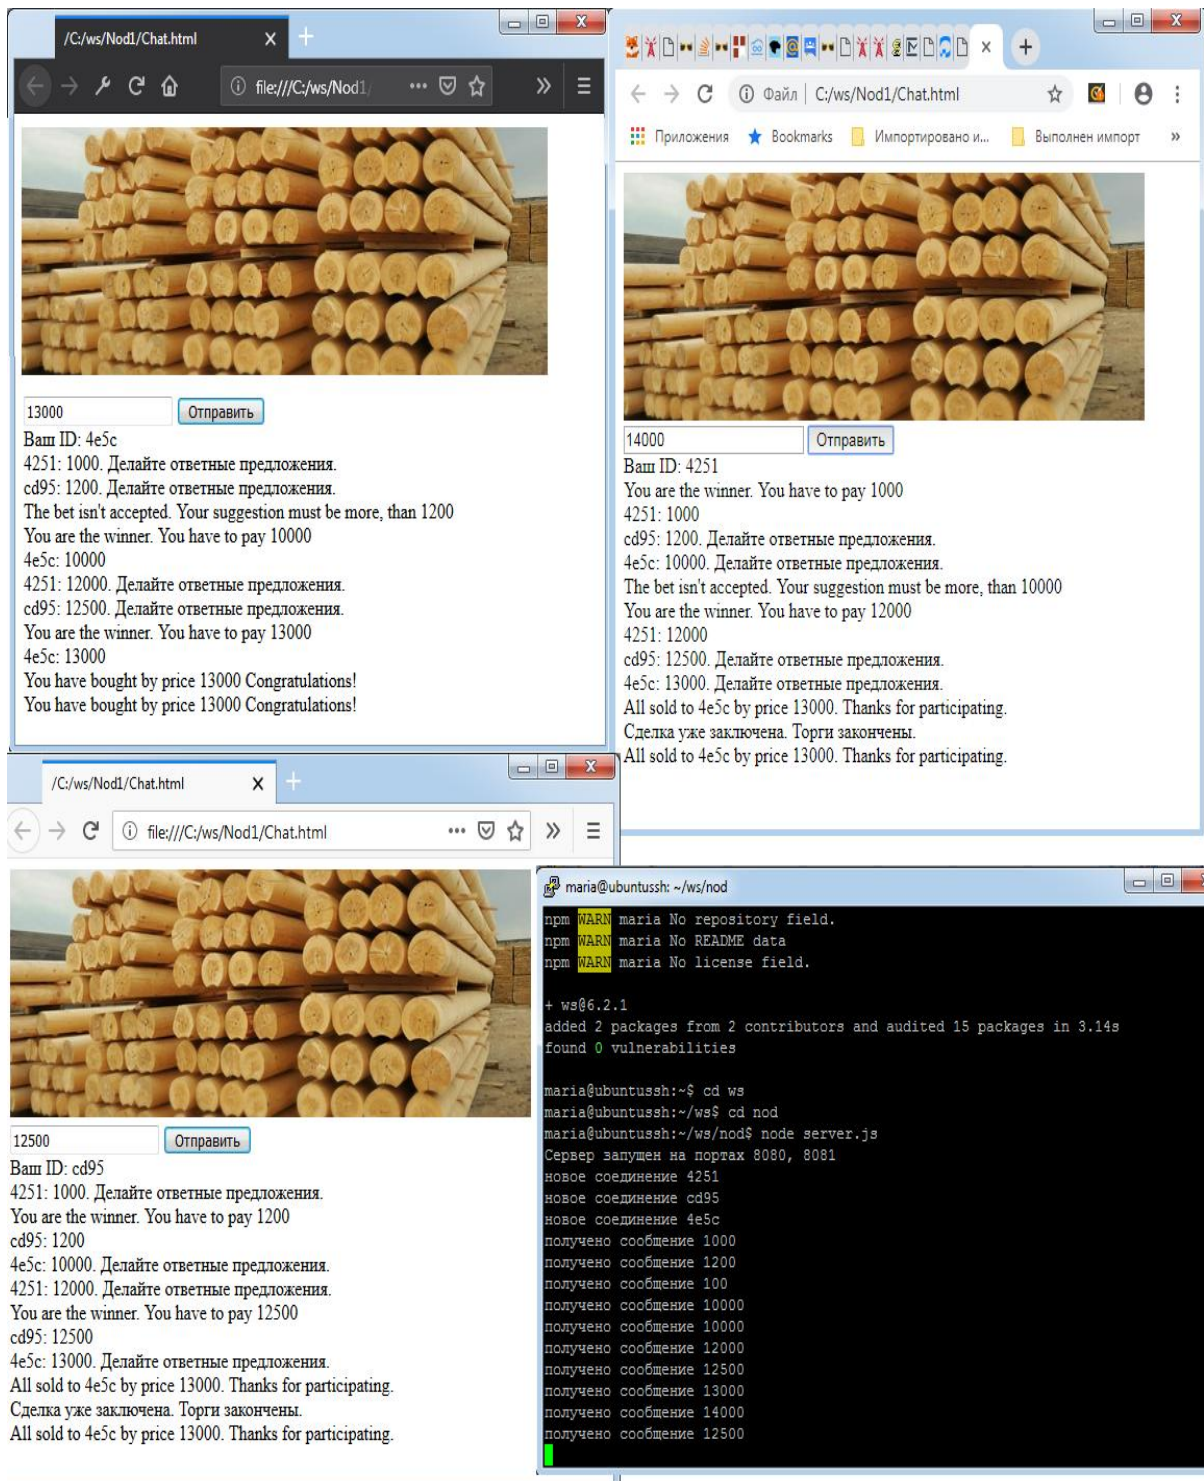 /C:/ws/Nod1/Chat.html
file:///C:/ws/Nod1/
13000 Отправить
Ваш ID: 4e5c
4251: 1000. Делайте ответные предложения.
cd95: 1200. Делайте ответные предложения.
The bet isn't accepted. Your suggestion must be more, than 1200
You are the winner. You have to pay 10000
4e5c: 10000
4251: 12000. Делайте ответные предложения.
cd95: 12500. Делайте ответные предложения.
You are the winner. You have to pay 13000
4e5c: 13000
You have bought by price 13000 Congratulations!
You have bought by price 13000 Congratulations!
Файл | C:/ws/Nod1/Chat.html
Приложения Bookmarks Импортировано и... Выполнен импорт »
14000 Отправить
Ваш ID: 4251
You are the winner. You have to pay 1000
4251: 1000
cd95: 1200. Делайте ответные предложения.
4e5c: 10000. Делайте ответные предложения.
The bet isn't accepted. Your suggestion must be more, than 10000
You are the winner. You have to pay 12000
4251: 12000
cd95: 12500. Делайте ответные предложения.
4e5c: 13000. Делайте ответные предложения.
All sold to 4e5c by price 13000. Thanks for participating.
Сделка уже заключена. Торги закончены.
All sold to 4e5c by price 13000. Thanks for participating.
/C:/ws/Nod1/Chat.html
file:///C:/ws/Nod1/Chat.html
12500 Отправить
Ваш ID: cd95
4251: 1000. Делайте ответные предложения.
You are the winner. You have to pay 1200
cd95: 1200
4e5c: 10000. Делайте ответные предложения.
4251: 12000. Делайте ответные предложения.
You are the winner. You have to pay 12500
cd95: 12500
4e5c: 13000. Делайте ответные предложения.
All sold to 4e5c by price 13000. Thanks for participating.
Сделка уже заключена. Торги закончены.
All sold to 4e5c by price 13000. Thanks for participating.
maria@ubuntussh: ~/ws/nod
npm WARN maria No repository field.
npm WARN maria No README data
npm WARN maria No license field.
+ ws@6.2.1
added 2 packages from 2 contributors and audited 15 packages in 3.14s
found 0 vulnerabilities
maria@ubuntussh:~$ cd ws
maria@ubuntussh:~/ws$ cd nod
maria@ubuntussh:~/ws/nod$ node server.js
Сервер запущен на портах 8080, 8081
новое соединение 4251
новое соединение cd95
новое соединение 4e5c
получено сообщение 1000
получено сообщение 1200
получено сообщение 100
получено сообщение 10000
получено сообщение 10000
получено сообщение 12000
получено сообщение 12500
получено сообщение 13000
получено сообщение 14000
получено сообщение 12500